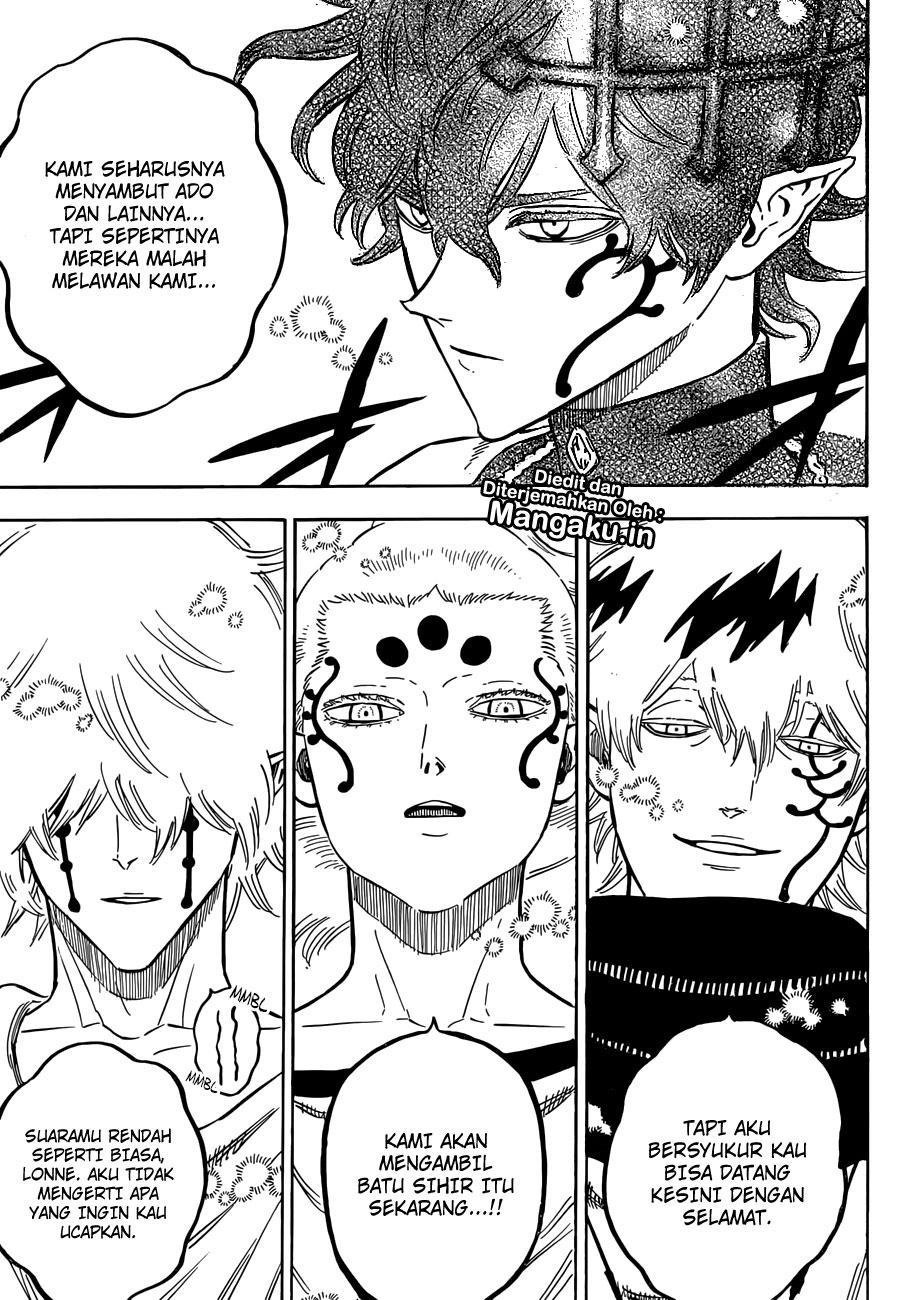 KAMI SEHARUSNYA
MENYAMBUT ADO
DAN LAINNYA...
TAPI SEPERTINYA
MEREKA MALAH
MELAWAN KAMI...
Diedit dan
Diterjemahkan Oleh :
Mangaku.in
TAPI AKU
BERSYUKUR KAU
BISA DATANG
KESINI DENGAN
SELAMAT.
KAMI AKAN
MENGAMBIL
BATU SIHIR ITU
SEKARANG...!!
MMBL
MMBL
SUARAMU RENDAH
SEPERTI BIASA,
LONNE. AKU TIDAK
MENGERTI APA
YANG INGIN KAU
UCAPKAN.